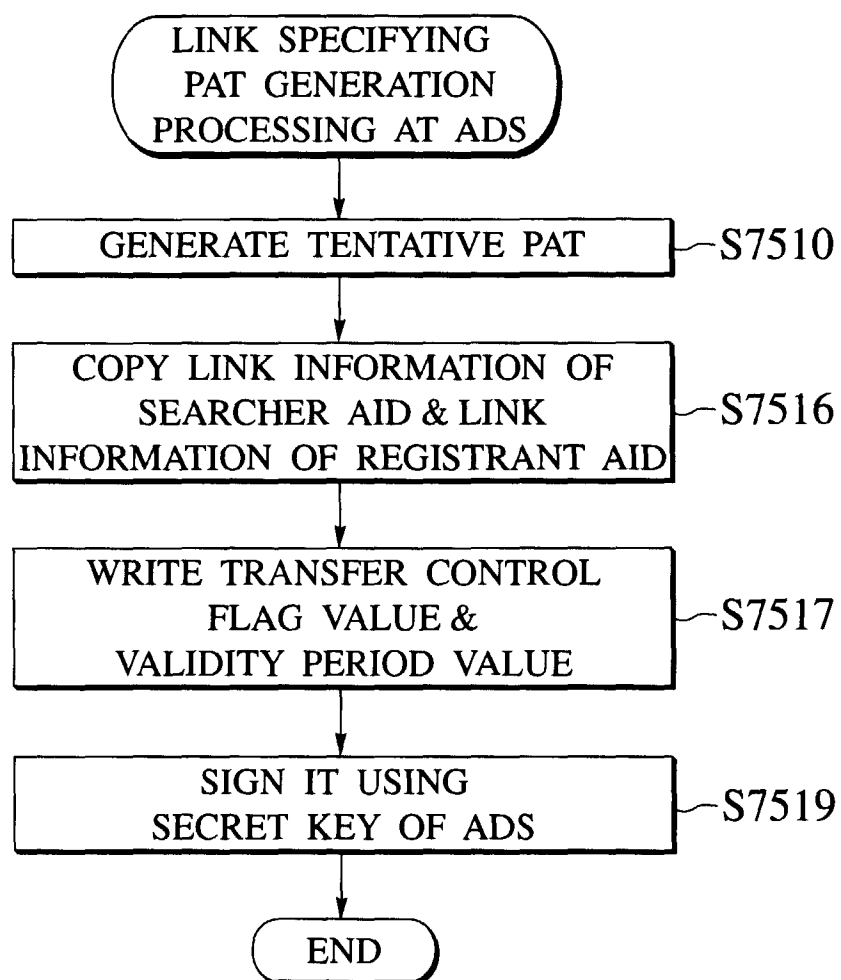 LINK SPECIFYING
PAT GENERATION
PROCESSING AT ADS
GENERATE TENTATIVE PAT
S7510
COPY LINK INFORMATION OF
SEARCHER AID & LINK
INFORMATION OF REGISTRANT AID
S7516
WRITE TRANSFER CONTROL
FLAG VALUE &
VALIDITY PERIOD VALUE
S7517
SIGN IT USING
SECRET KEY OF ADS
S7519
END